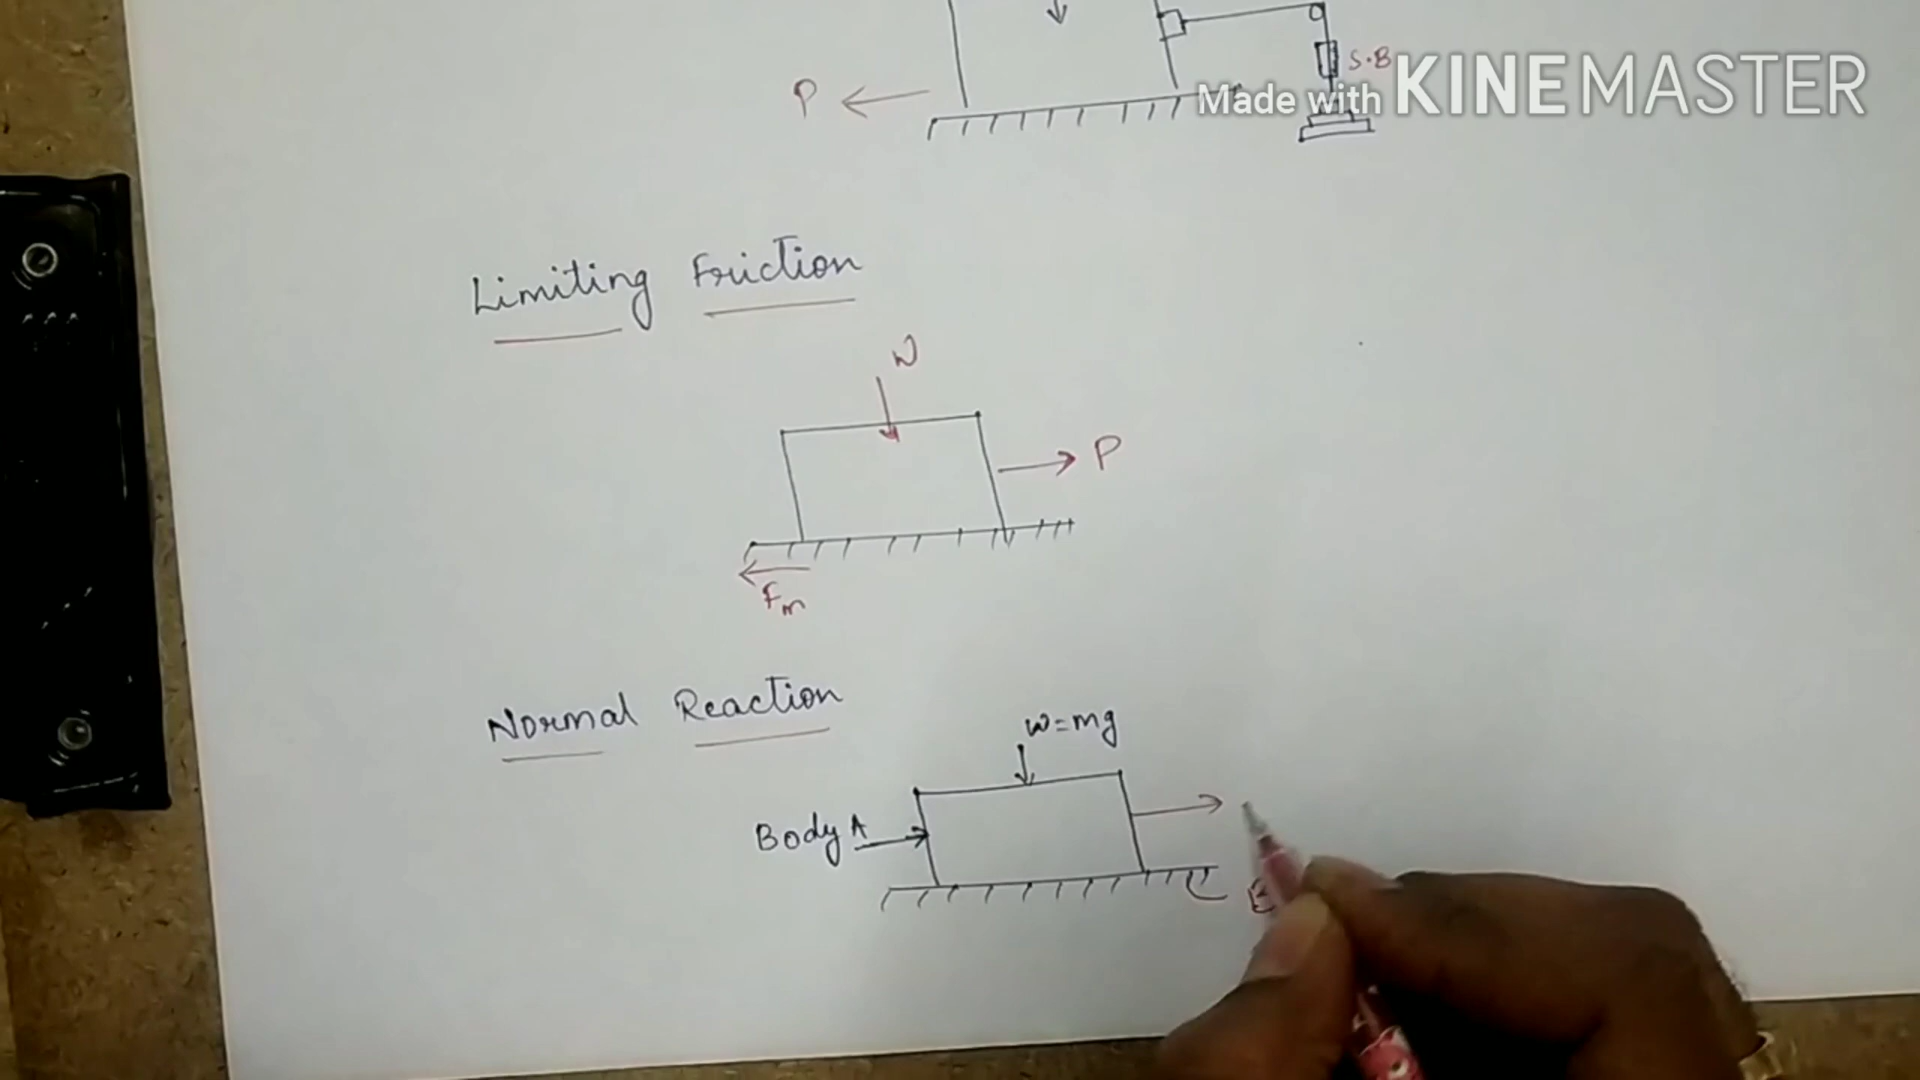 S.B
P
Made with KINEMASTER
Limiting Friction
W
P
Fm
Normal Reaction
W=mg
Body A